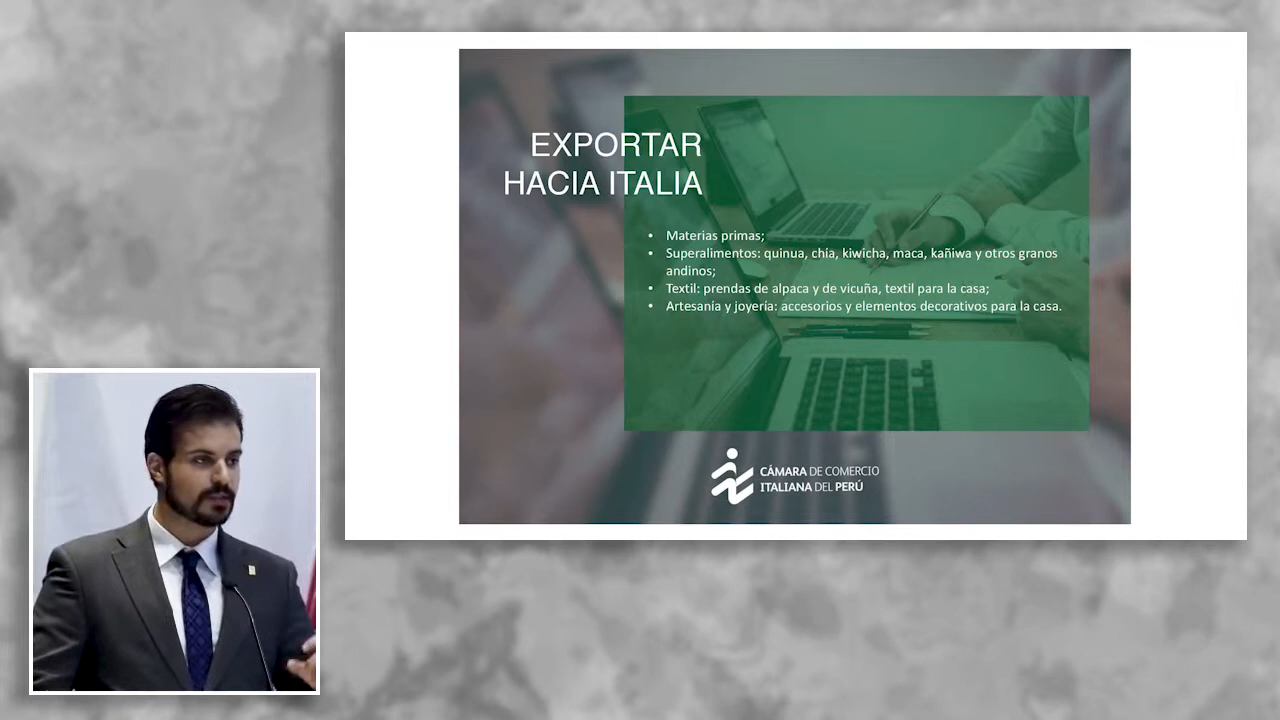 EXPORTAR
HACIA ITALIA
• Materias primas;
• Superalimentos: quinua, chia, kiwicha, maca, kañiwa y otros granos
andinos;
• Textil: prendas de alpaca y de vicuña, textil para la casa;
• Artesanía y joyería: accesorios y elementos decorativos para la casa.
CÁMARA DE COMERCIO
ITALIANA DEL PERÚ